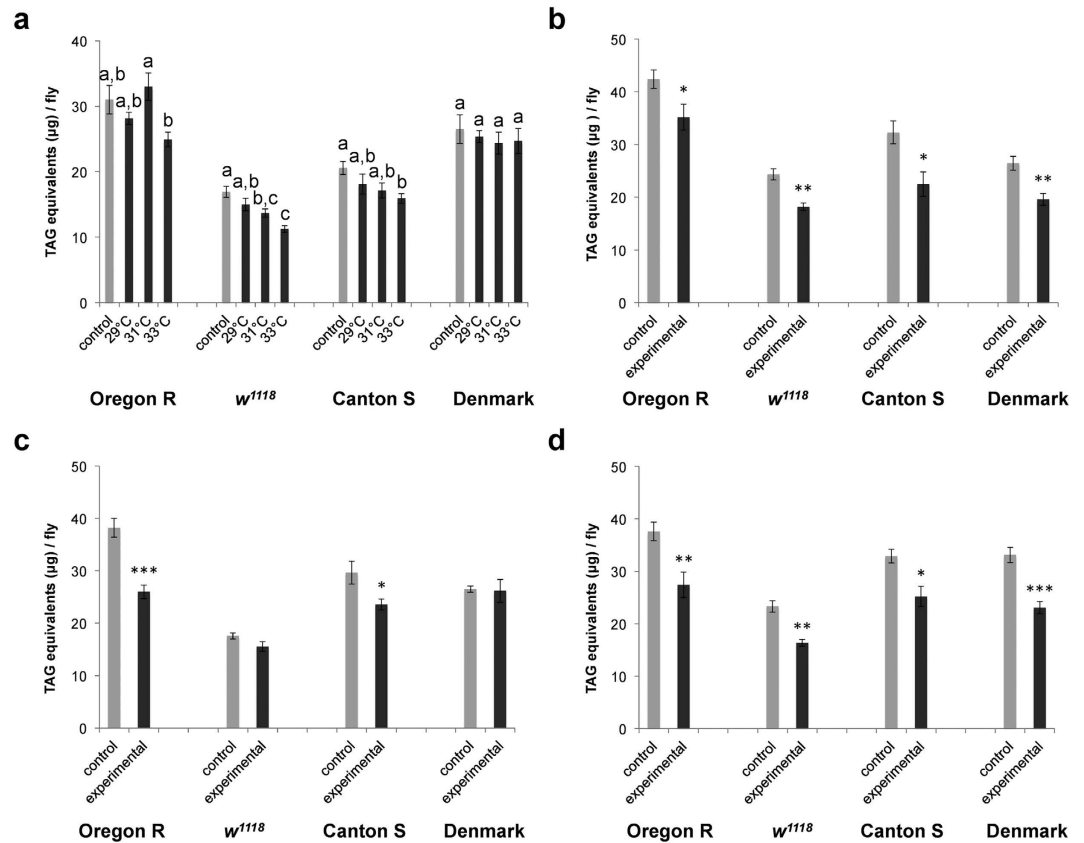 a
TAG equivalents (µg) / fly
40
30
20
10
0
a,b
a,b
a
b
a
a,b
b,c
c
a
a,b
a,b
b
a
a
a
a
control
29°C
31°C
33°C
control
29°C
31°C
33°C
control
29°C
31°C
33°C
control
29°C
31°C
33°C
Oregon R w1118 Canton S Denmark
b
TAG equivalents (µg) / fly
50
40
30
20
10
0
*
**
*
**
control
experimental
control
experimental
control
experimental
control
experimental
Oregon R w1118 Canton S Denmark
c
TAG equivalents (µg) / fly
50
40
30
20
10
0
***
*
control
experimental
control
experimental
control
experimental
control
experimental
Oregon R w1118 Canton S Denmark
d
TAG equivalents (µg) / fly
50
40
30
20
10
0
**
**
*
***
control
experimental
control
experimental
control
experimental
control
experimental
Oregon R w1118 Canton S Denmark